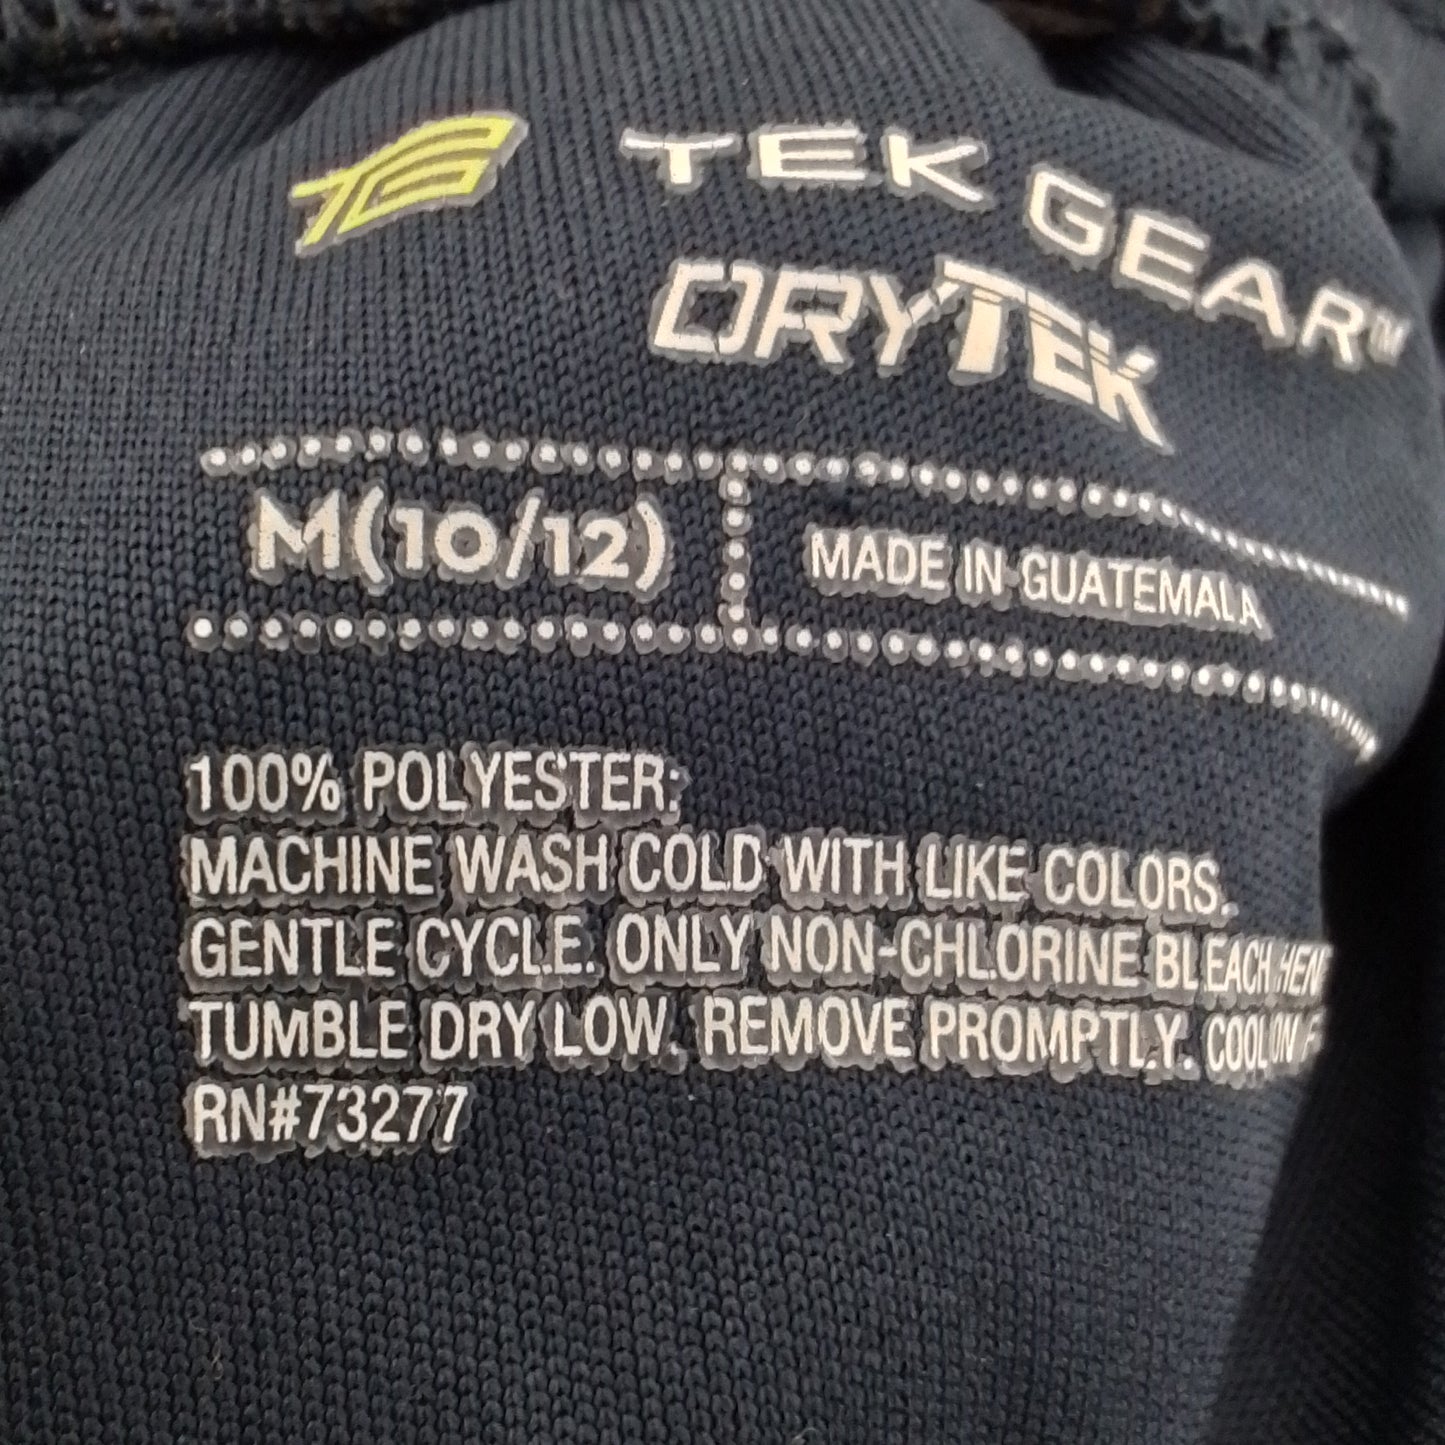 TEK GEAR™
DRYTEK
M(10/12)
MADE IN GUATEMALA
100% POLYESTER:
MACHINE WASH COLD WITH LIKE COLORS.
GENTLE CYCLE. ONLY NON-CHLORINE BLEACH
TUMBLE DRY LOW. REMOVE PROMPTLY. COOL
RN#73277